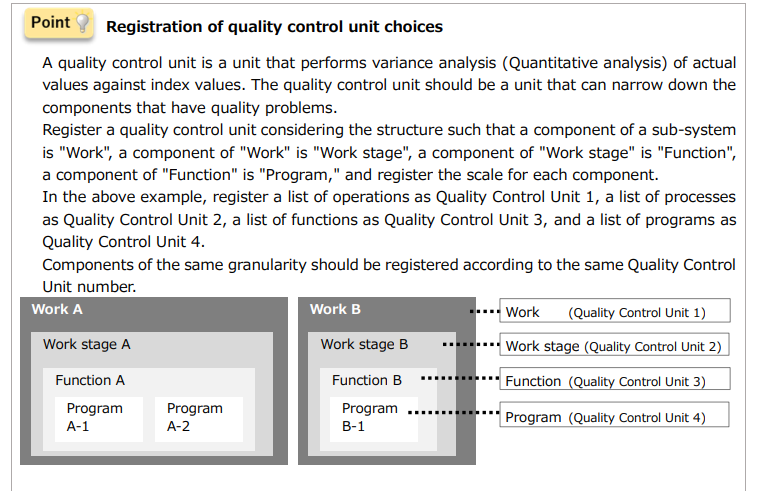 Point
Registration of quality control unit choices
A quality control unit is a unit that performs variance analysis (Quantitative analysis) of actual
values against index values. The quality control unit should be a unit that can narrow down the
components that have quality problems.
Register a quality control unit considering the structure such that a component of a sub-system
is "Work", a component of "Work" is "Work stage", a component of "Work stage" is "Function",
a component of "Function" is "Program," and register the scale for each component.
In the above example, register a list of operations as Quality Control Unit 1, a list of processes
as Quality Control Unit 2, a list of functions as Quality Control Unit 3, and a list of programs as
Quality Control Unit 4.
Components of the same granularity should be registered according to the same Quality Control
Unit number.
Work A
Work B
Work (Quality Control Unit 1)
Work stage A
Work stage B
Work stage (Quality Control Unit 2)
Function A
Function B
Function (Quality Control Unit 3)
Program
A-1
Program
A-2
Program
B-1
Program (Quality Control Unit 4)